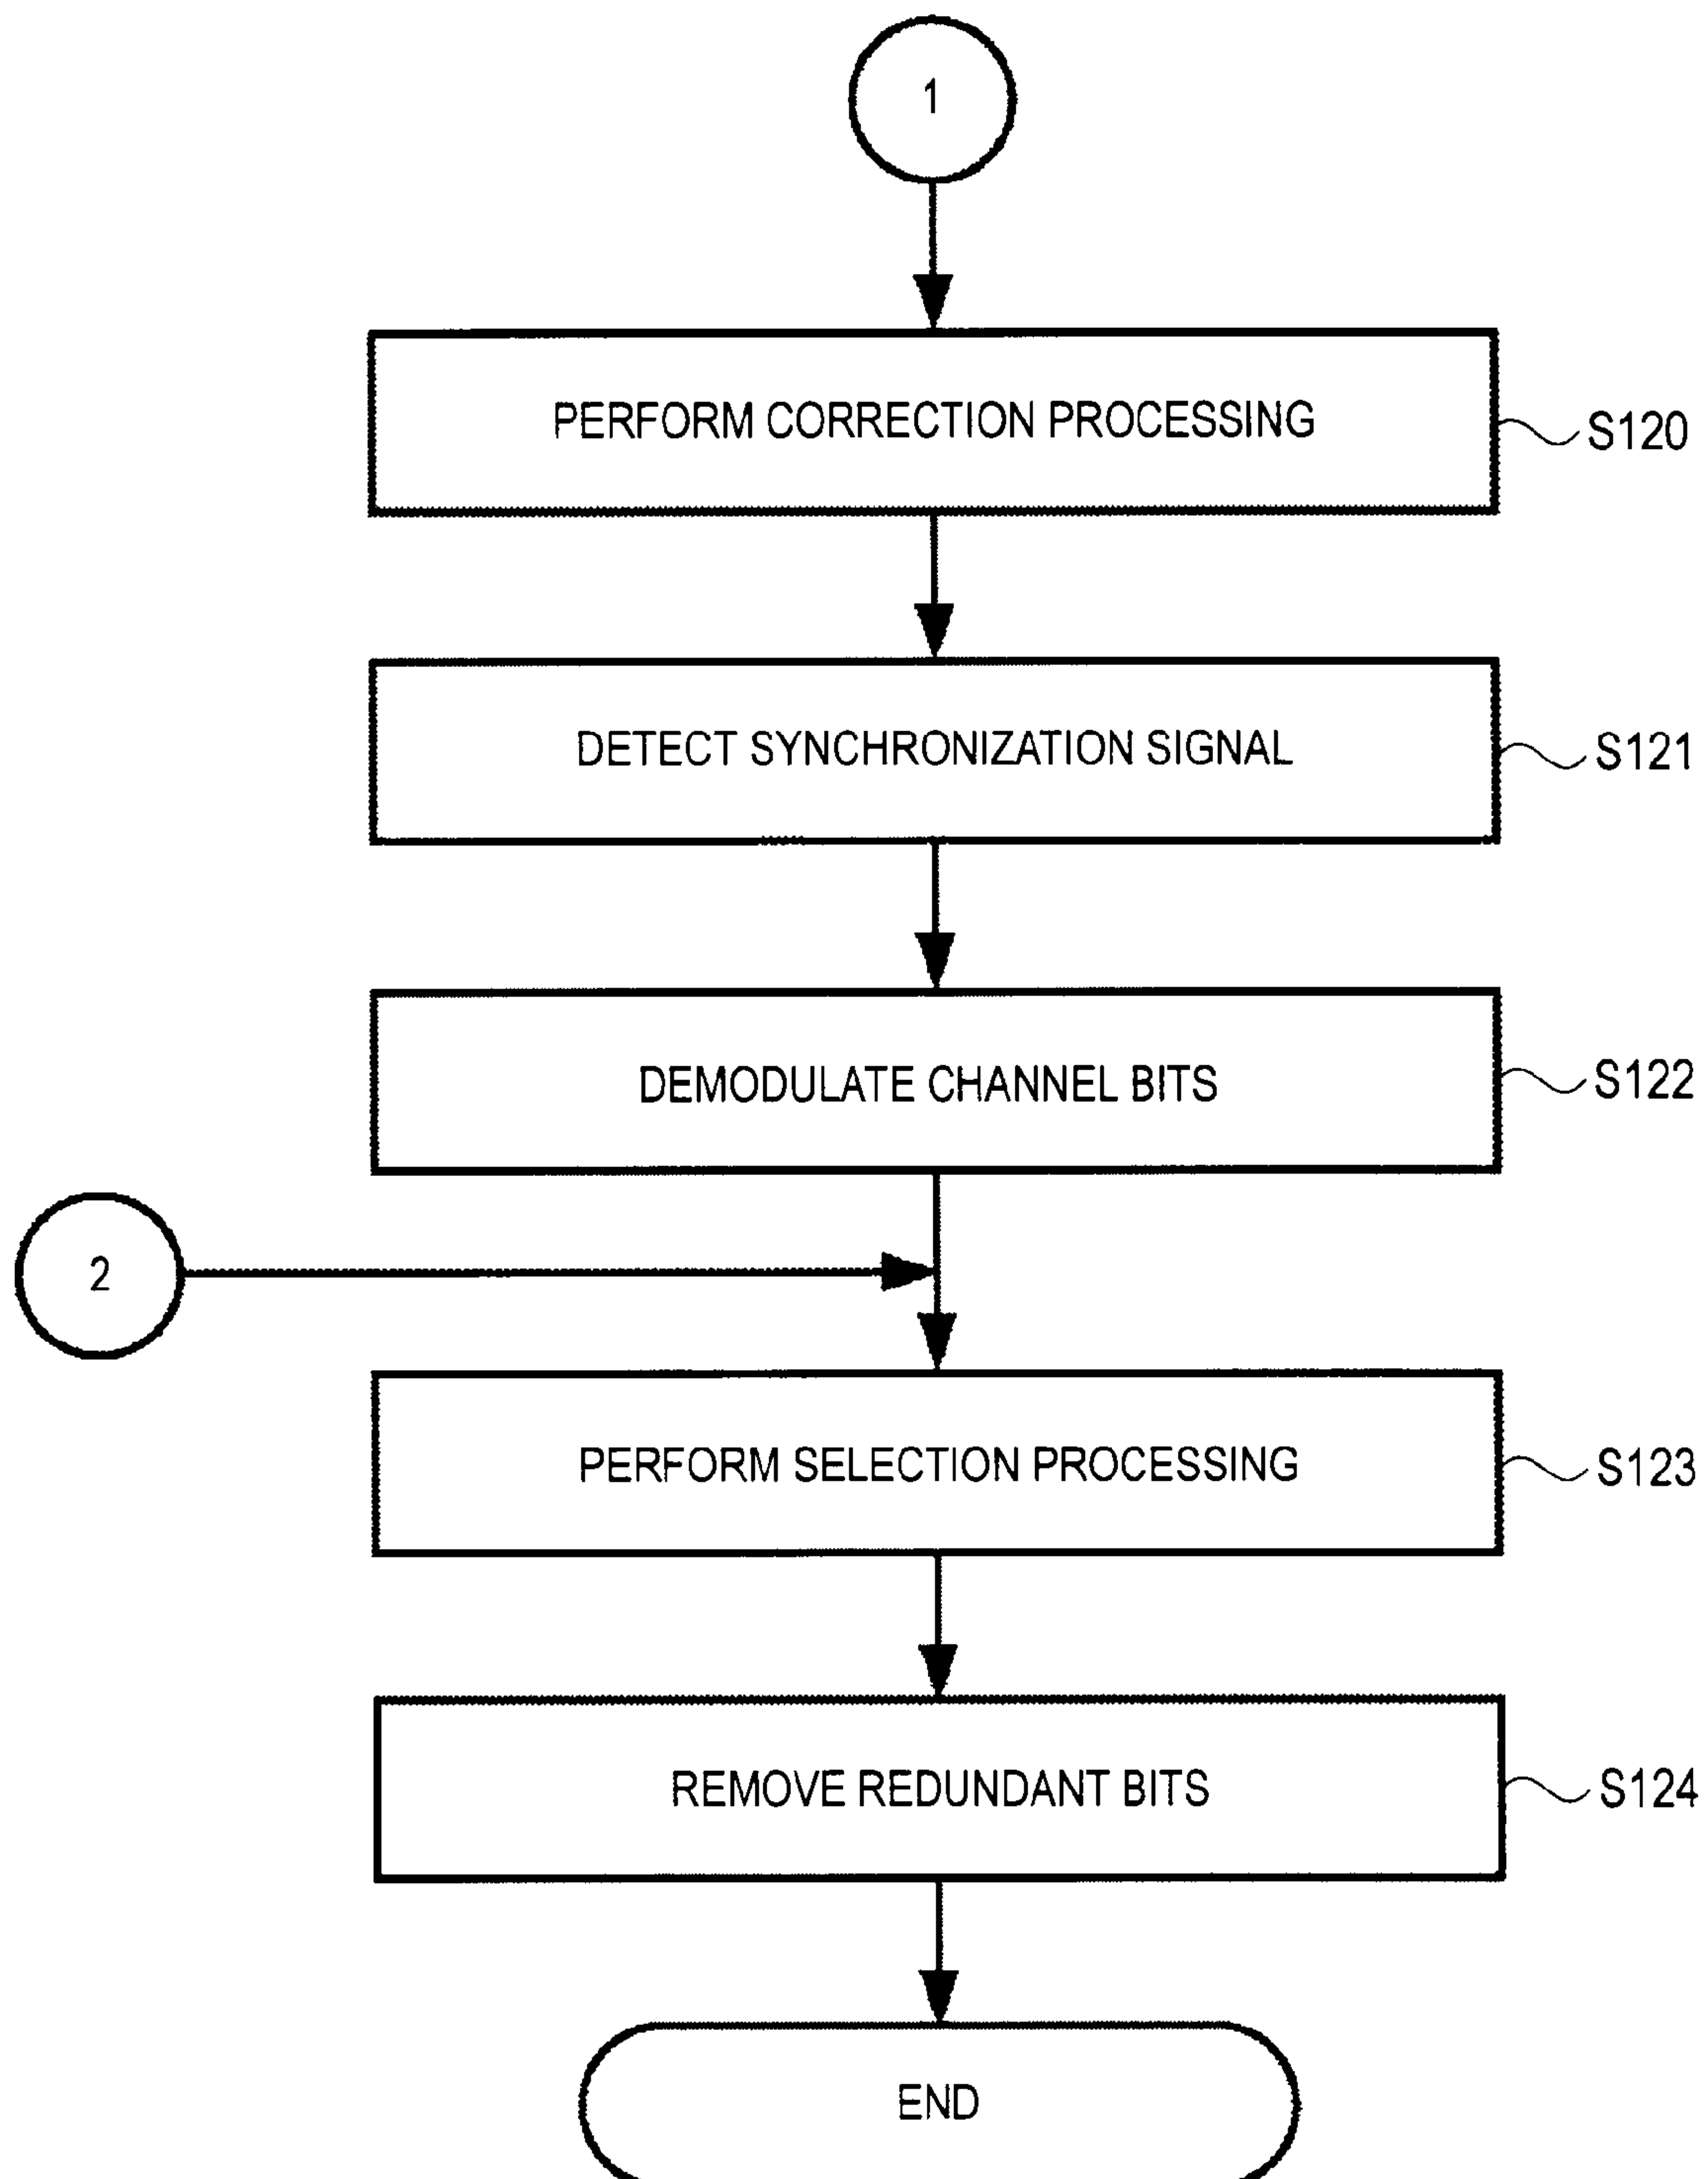 1
PERFORM CORRECTION PROCESSING
S120
DETECT SYNCHRONIZATION SIGNAL
S121
DEMODULATE CHANNEL BITS
S122
2
PERFORM SELECTION PROCESSING
S123
REMOVE REDUNDANT BITS
S124
END